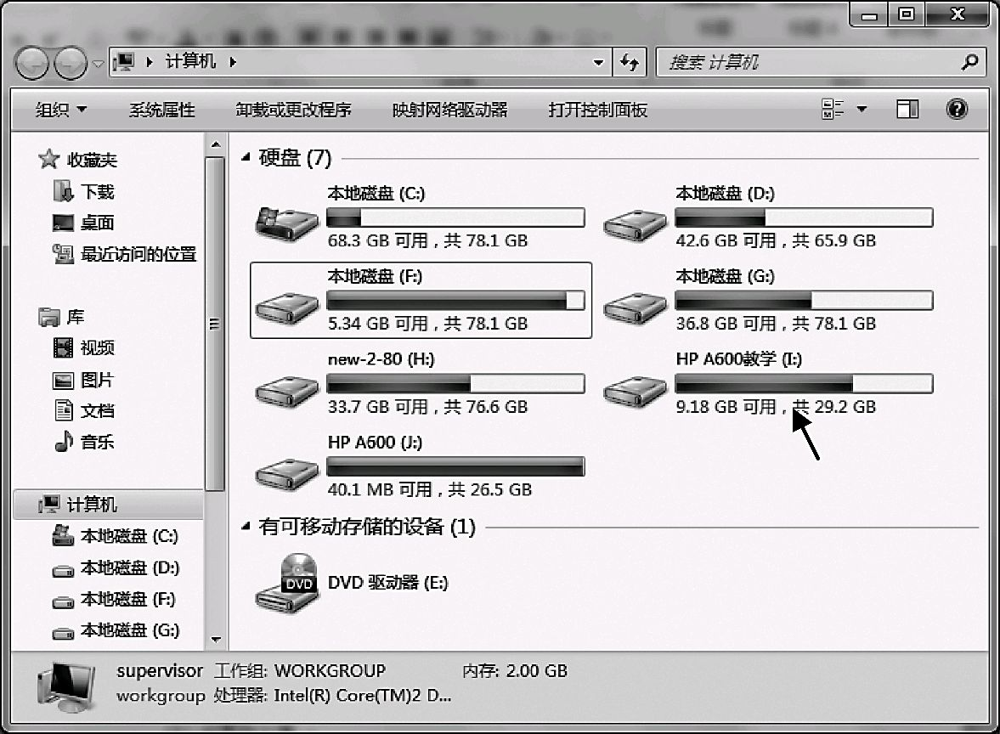 计算机
搜索 计算机
组织 系统属性 卸载或更改程序 映射网络驱动器 打开控制面板
收藏夹
下载
桌面
最近访问的位置
库
视频
图片
文档
音乐
计算机
本地磁盘 (C:)
本地磁盘 (D:)
本地磁盘 (F:)
本地磁盘 (G:)
硬盘 (7)
本地磁盘 (C:)
68.3 GB 可用，共 78.1 GB
本地磁盘 (D:)
42.6 GB 可用，共 65.9 GB
本地磁盘 (F:)
5.34 GB 可用，共 78.1 GB
本地磁盘 (G:)
36.8 GB 可用，共 78.1 GB
new-2-80 (H:)
33.7 GB 可用，共 76.6 GB
HP A600教学 (I:)
9.18 GB 可用，共 29.2 GB
HP A600 (J:)
40.1 MB 可用，共 26.5 GB
有可移动存储的设备 (1)
DVD
DVD 驱动器 (E:)
supervisor 工作组: WORKGROUP 内存: 2.00 GB
workgroup 处理器: Intel(R) Core(TM)2 D...